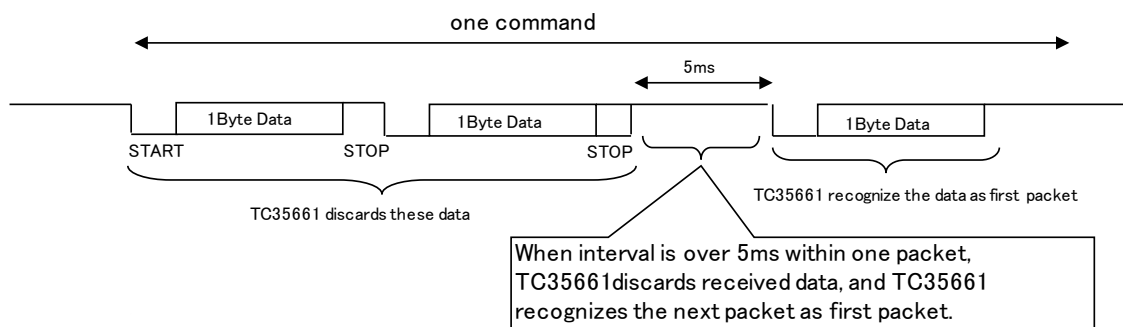 one command
5ms
1Byte Data
1Byte Data
1Byte Data
START
STOP
STOP
TC35661 discards these data
TC35661 recognize the data as first packet
When interval is over 5ms within one packet,
TC35661discards received data, and TC35661
recognizes the next packet as first packet.